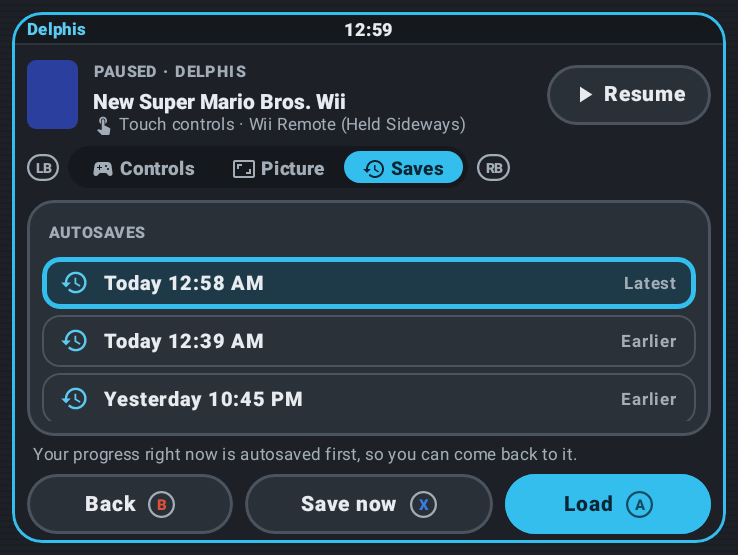 Delphis 12:59
PAUSED · DELPHIS
New Super Mario Bros. Wii
Touch controls · Wii Remote (Held Sideways)
Resume
LB Controls Picture Saves RB
AUTOSAVES
Today 12:58 AM Latest
Today 12:39 AM Earlier
Yesterday 10:45 PM Earlier
Your progress right now is autosaved first, so you can come back to it.
Back B Save now X Load A